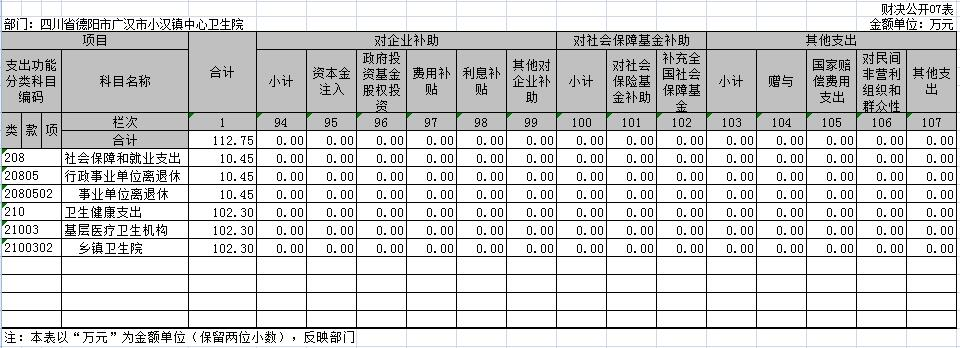 财决公开07表
部门：四川省德阳市广汉市小汉镇中心卫生院 金额单位：万元
项目 合计 对企业补助 对社会保障基金补助 其他支出
支出功能分类科目编码 科目名称 小计 资本金注入 政府投资基金股权投资 费用补贴 利息补贴 其他对企业补助 小计 对社会保险基金补助 补充全国社会保障基金 小计 赠与 国家赔偿费用支出 对民间非营利组织和群众性 其他支出
类 款 项 栏次 1 94 95 96 97 98 99 100 101 102 103 104 105 106 107
合计 112.75 0.00 0.00 0.00 0.00 0.00 0.00 0.00 0.00 0.00 0.00 0.00 0.00 0.00 0.00
208 社会保障和就业支出 10.45 0.00 0.00 0.00 0.00 0.00 0.00 0.00 0.00 0.00 0.00 0.00 0.00 0.00 0.00
20805 行政事业单位离退休 10.45 0.00 0.00 0.00 0.00 0.00 0.00 0.00 0.00 0.00 0.00 0.00 0.00 0.00 0.00
2080502 事业单位离退休 10.45 0.00 0.00 0.00 0.00 0.00 0.00 0.00 0.00 0.00 0.00 0.00 0.00 0.00 0.00
210 卫生健康支出 102.30 0.00 0.00 0.00 0.00 0.00 0.00 0.00 0.00 0.00 0.00 0.00 0.00 0.00 0.00
21003 基层医疗卫生机构 102.30 0.00 0.00 0.00 0.00 0.00 0.00 0.00 0.00 0.00 0.00 0.00 0.00 0.00 0.00
2100302 乡镇卫生院 102.30 0.00 0.00 0.00 0.00 0.00 0.00 0.00 0.00 0.00 0.00 0.00 0.00 0.00 0.00
注：本表以“万元”为金额单位（保留两位小数），反映部门